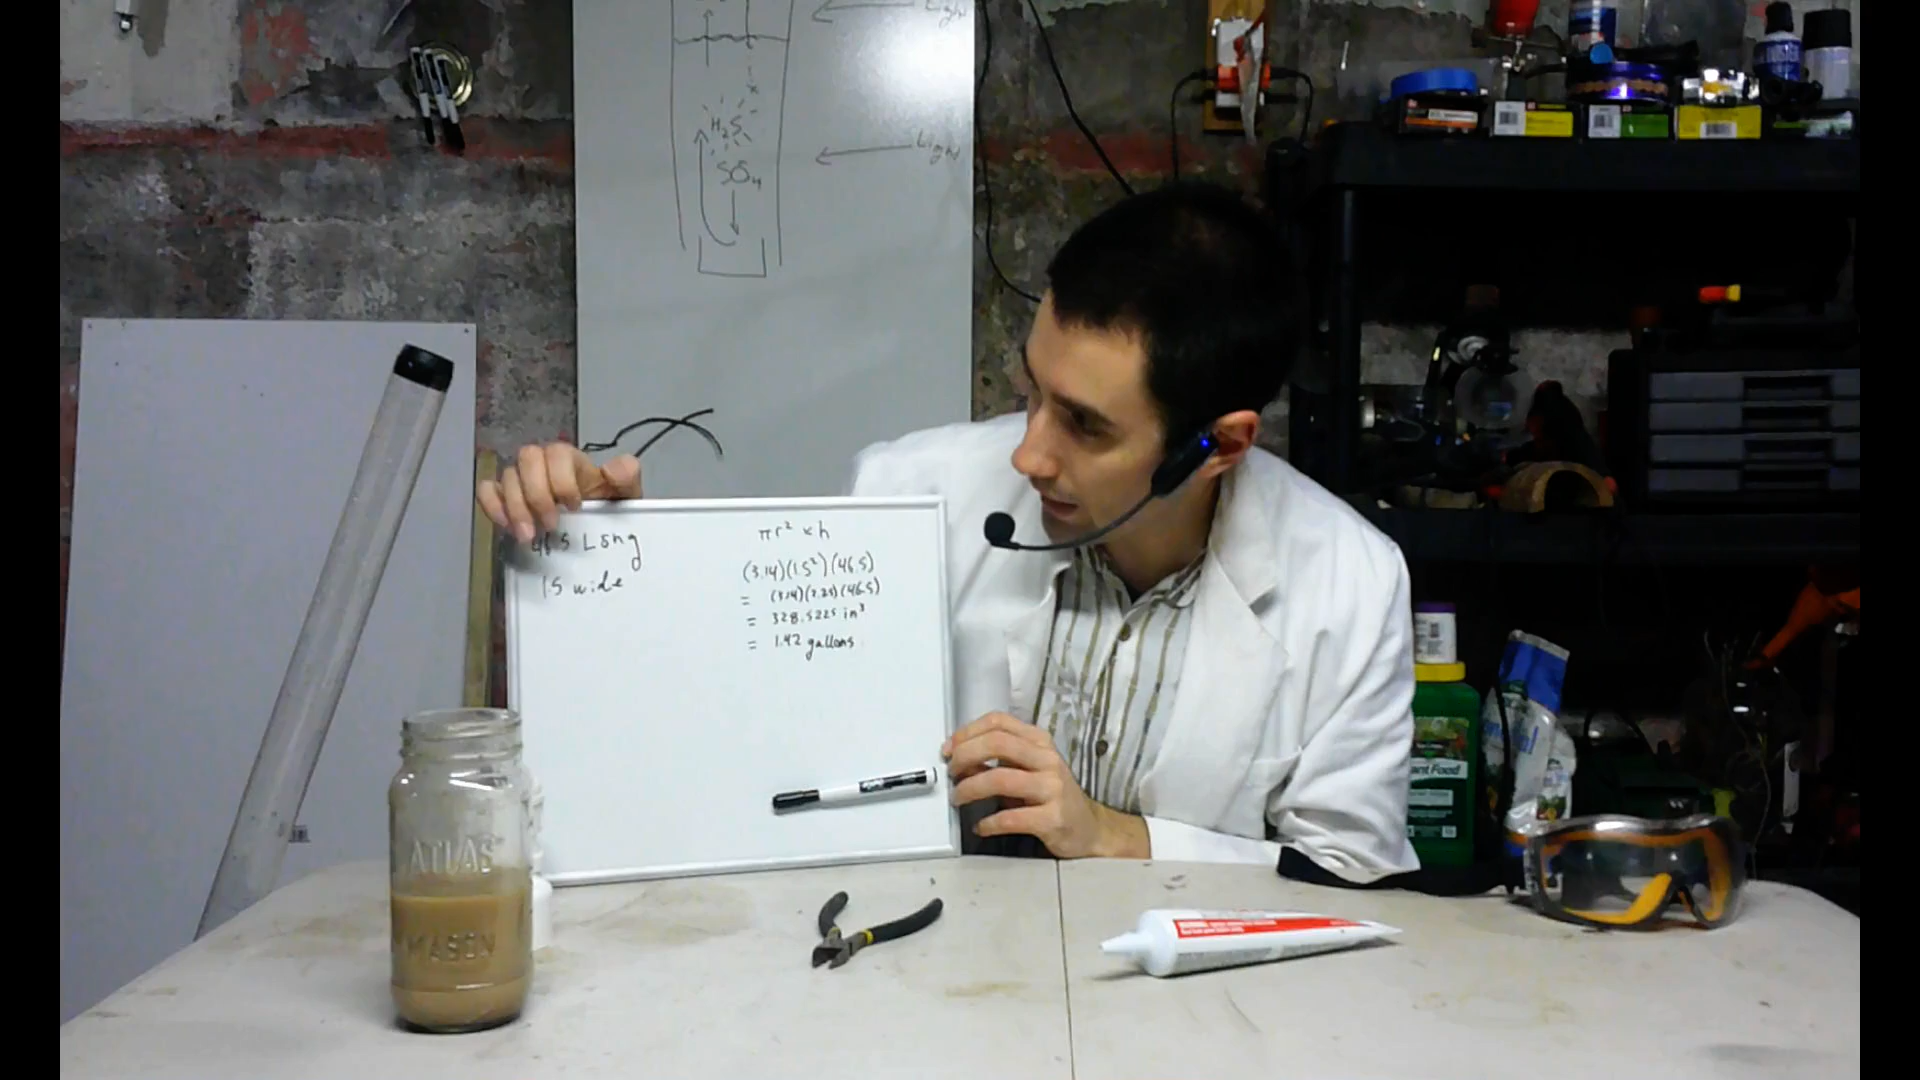 Light
H₂S
SO₄
Light
46.5 Long
1.5 wide
πr² × h
(3.14)(1.5²)(46.5)
= (3.14)(2.25)(46.5)
= 328.5225 in³
= 1.42 gallons
ATLAS
MASON
ant Food